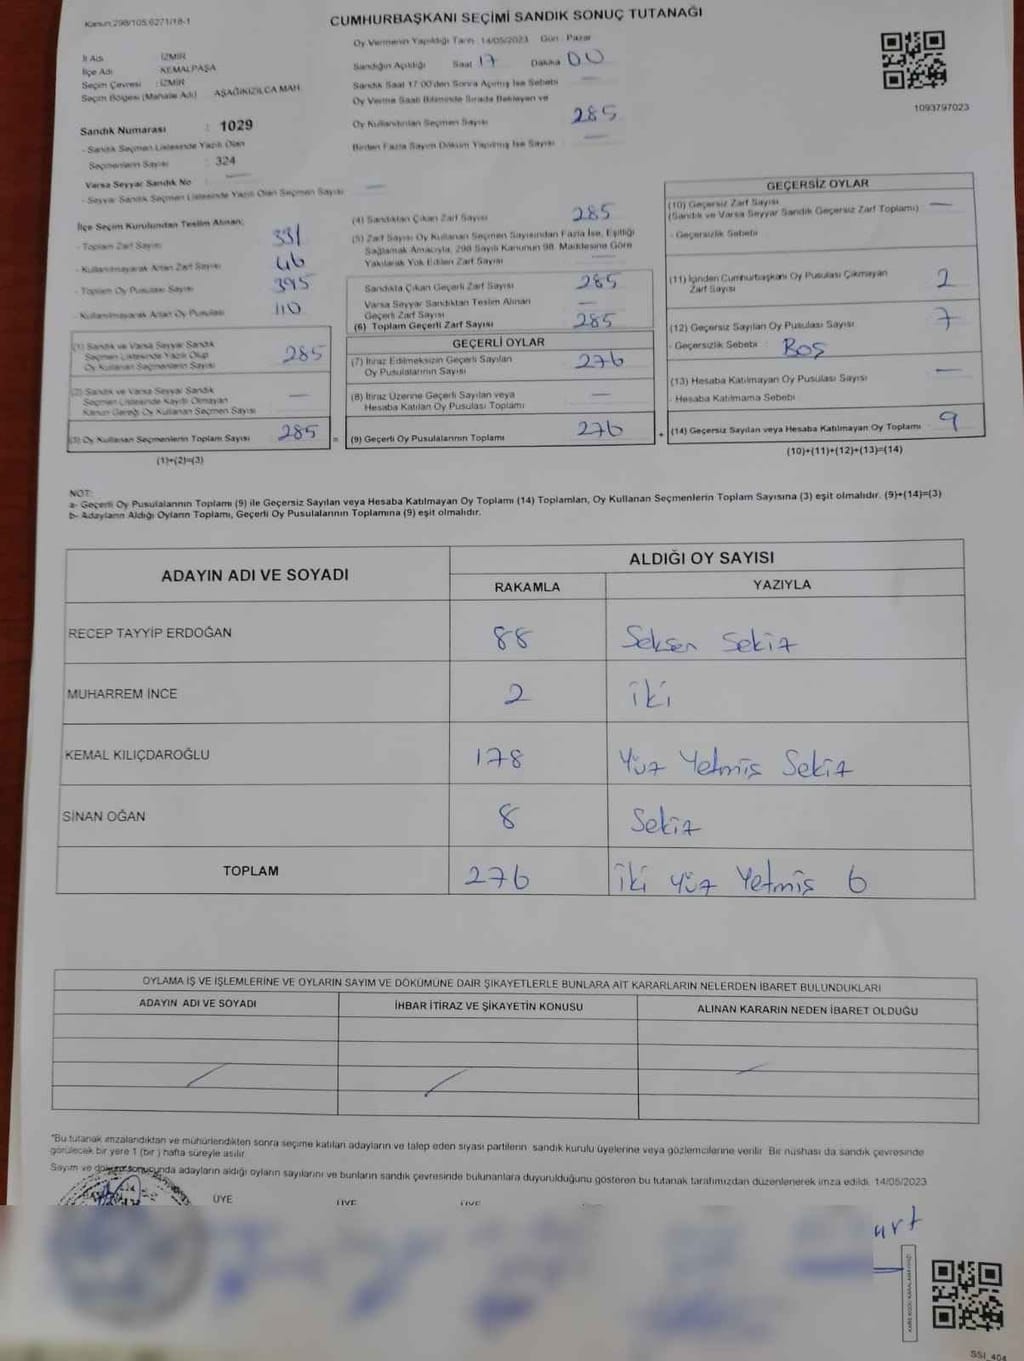 Kanun:298/105,6271/18-1
CUMHURBAŞKANI SEÇİMİ SANDIK SONUÇ TUTANAĞI
İl Adı : İZMİR
İlçe Adı : KEMALPAŞA
Seçim Çevresi : İZMİR
Seçim Bölgesi (Mahalle Adı) AŞAĞIKIZILCA MAH.
Sandık Numarası : 1029
- Sandık Seçmen Listesinde Yazılı Olan
Seçmenlerin Sayısı : 324
Varsa Seyyar Sandık No
- Seyyar Sandık Seçmen Listesinde Yazılı Olan Seçmen Sayısı —
Oy Vermenin Yapıldığı Tarih : 14/05/2023 Gün : Pazar
Sandığın Açıldığı Saat 17 Dakika 00
Sandık Saat 17.00'den Sonra Açılmış İse Sebebi —
Oy Verme Saati Bitiminde Sırada Bekleyen ve
Oy Kullandırılan Seçmen Sayısı 285
Birden Fazla Sayım Döküm Yapılmış İse Sayısı —
1093797023
İlçe Seçim Kurulundan Teslim Alınan;
- Toplam Zarf Sayısı 331
- Kullanılmayarak Artan Zarf Sayısı 46
- Toplam Oy Pusulası Sayısı 395
- Kullanılmayarak Artan Oy Pusulası 110
(1) Sandık ve Varsa Seyyar Sandık
Seçmen Listesinde Yazılı Olup
Oy Kullanan Seçmenlerin Sayısı 285
(2) Sandık ve Varsa Seyyar Sandık
Seçmen Listesinde Kayıtlı Olmayan
Kanun Gereği Oy Kullanan Seçmen Sayısı —
(3) Oy Kullanan Seçmenlerin Toplam Sayısı 285 =
(1)+(2)=(3)
(4) Sandıktan Çıkan Zarf Sayısı 285
(5) Zarf Sayısı Oy Kullanan Seçmen Sayısından Fazla İse, Eşitliği
Sağlamak Amacıyla, 298 Sayılı Kanunun 98. Maddesine Göre
Yakılarak Yok Edilen Zarf Sayısı —
Sandıkta Çıkan Geçerli Zarf Sayısı 285
Varsa Seyyar Sandıktan Teslim Alınan
Geçerli Zarf Sayısı —
(6) Toplam Geçerli Zarf Sayısı 285
GEÇERLİ OYLAR
(7) İtiraz Edilmeksizin Geçerli Sayılan
Oy Pusulalarının Sayısı 276
(8) İtiraz Üzerine Geçerli Sayılan veya
Hesaba Katılan Oy Pusulası Toplamı —
(9) Geçerli Oy Pusulalarının Toplamı 276 +
GEÇERSİZ OYLAR
(10) Geçersiz Zarf Sayısı —
(Sandık ve Varsa Seyyar Sandık Geçersiz Zarf Toplamı)
- Geçersizlik Sebebi
(11) İçinden Cumhurbaşkanı Oy Pusulası Çıkmayan
Zarf Sayısı 2
(12) Geçersiz Sayılan Oy Pusulası Sayısı 7
- Geçersizlik Sebebi : BOŞ
(13) Hesaba Katılmayan Oy Pusulası Sayısı —
- Hesaba Katılmama Sebebi
(14) Geçersiz Sayılan veya Hesaba Katılmayan Oy Toplamı 9
(10)+(11)+(12)+(13)=(14)
NOT:
a- Geçerli Oy Pusulalarının Toplamı (9) ile Geçersiz Sayılan veya Hesaba Katılmayan Oy Toplamı (14) Toplamları, Oy Kullanan Seçmenlerin Toplam Sayısına (3) eşit olmalıdır. (9)+(14)=(3)
b- Adayların Aldığı Oyların Toplamı, Geçerli Oy Pusulalarının Toplamına (9) eşit olmalıdır.
ADAYIN ADI VE SOYADI ALDIĞI OY SAYISI
RAKAMLA YAZIYLA
RECEP TAYYİP ERDOĞAN 88 Seksen Sekiz
MUHARREM İNCE 2 iki
KEMAL KILIÇDAROĞLU 178 Yüz Yetmiş Sekiz
SİNAN OĞAN 8 Sekiz
TOPLAM 276 iki yüz Yetmiş 6
OYLAMA İŞ VE İŞLEMLERİNE VE OYLARIN SAYIM VE DÖKÜMÜNE DAİR ŞİKAYETLERLE BUNLARA AİT KARARLARIN NELERDEN İBARET BULUNDUKLARI
ADAYIN ADI VE SOYADI İHBAR İTİRAZ VE ŞİKAYETİN KONUSU ALINAN KARARIN NEDEN İBARET OLDUĞU
*Bu tutanak imzalandıktan ve mühürlendikten sonra seçime katılan adayların ve talep eden siyasi partilerin sandık kurulu üyelerine veya gözlemcilerine verilir. Bir nüshası da sandık çevresinde
görülecek bir yere 1 (bir) hafta süreyle asılır.
Sayım ve döküm sonucunda adayların aldığı oyların sayılarını ve bunların sandık çevresinde bulunanlara duyurulduğunu gösteren bu tutanak tarafımızdan düzenlenerek imza edildi. 14/05/2023
ÜYE ÜYE ÜYE
urt
SSI_404